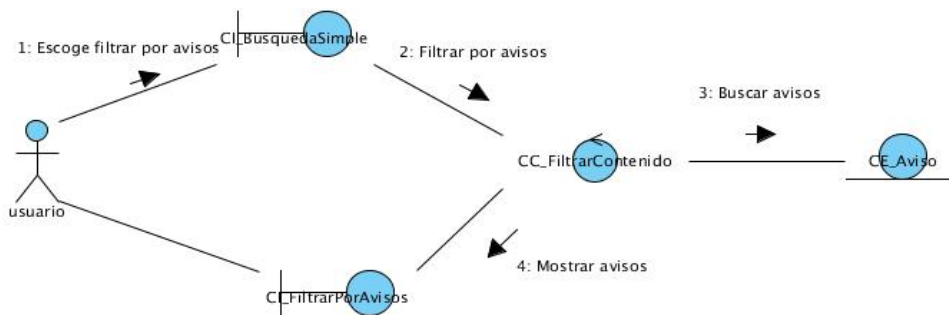 1: Escoge filtrar por avisos
CI_BusquedaSimple
2: Filtrar por avisos
3: Buscar avisos
CC_FiltrarContenido
CE_Aviso
usuario
4: Mostrar avisos
CI_FiltrarPorAvisos